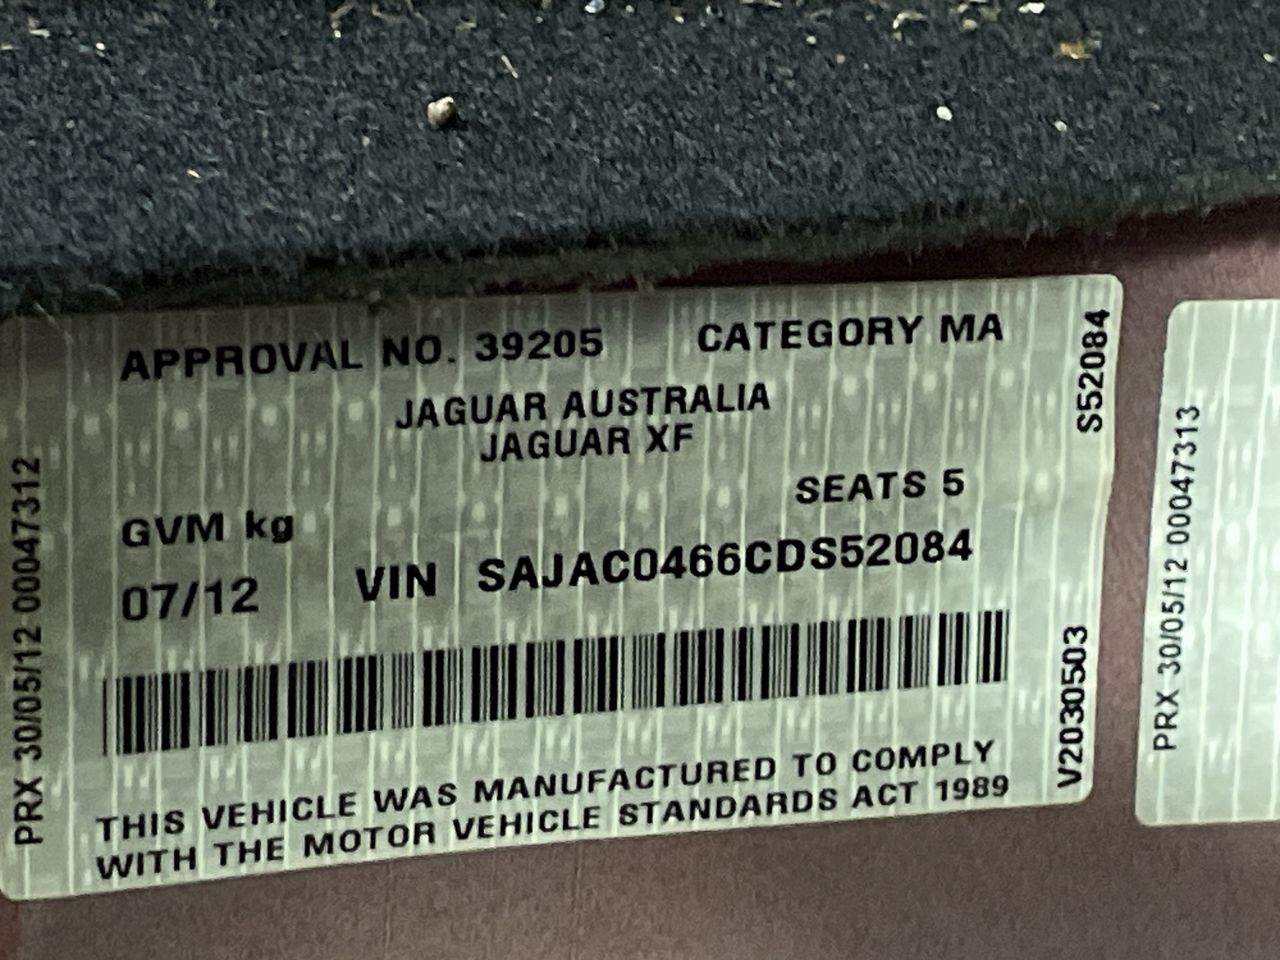 APPROVAL NO. 39205 CATEGORY MA
JAGUAR AUSTRALIA
JAGUAR XF
SEATS 5
GVM kg
07/12 VIN SAJAC0466CDS52084
THIS VEHICLE WAS MANUFACTURED TO COMPLY
WITH THE MOTOR VEHICLE STANDARDS ACT 1989
PRX 30/05/12 00047312
S52084
V2030503
PRX 30/05/12 00047313